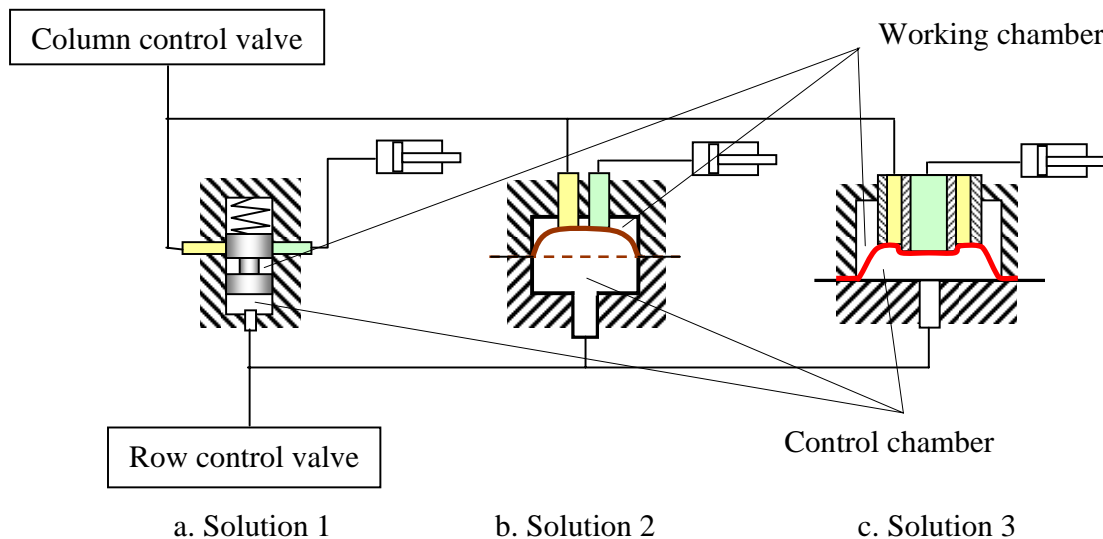 Column control valve
Working chamber
Control chamber
Row control valve
a. Solution 1
b. Solution 2
c. Solution 3